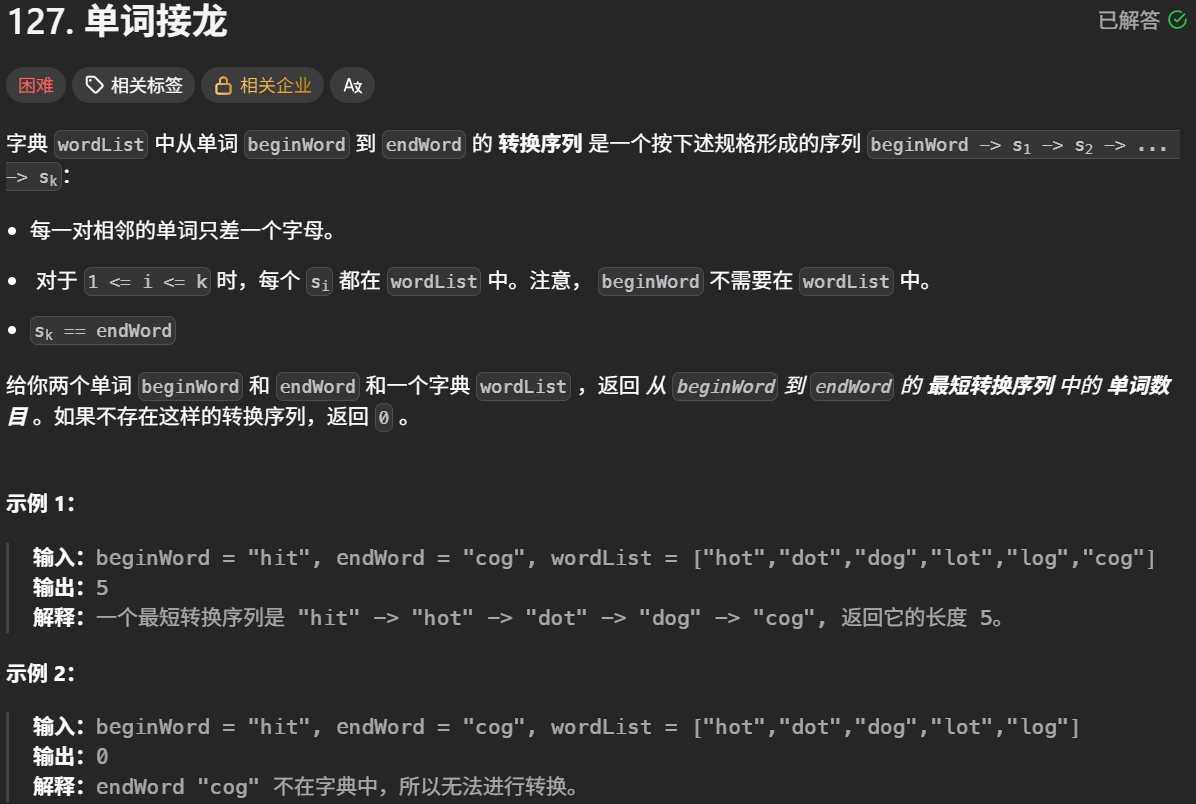 127. 单词接龙
已解答
困难 相关标签 相关企业
字典 wordList 中从单词 beginWord 到 endWord 的 转换序列 是一个按下述规格形成的序列 beginWord -> s1 -> s2 -> ...
-> sk：
• 每一对相邻的单词只差一个字母。
• 对于 1 <= i <= k 时，每个 si 都在 wordList 中。注意， beginWord 不需要在 wordList 中。
• sk == endWord
给你两个单词 beginWord 和 endWord 和一个字典 wordList ，返回 从 beginWord 到 endWord 的 最短转换序列 中的 单词数
目 。如果不存在这样的转换序列，返回 0 。
示例 1：
输入：beginWord = "hit", endWord = "cog", wordList = ["hot","dot","dog","lot","log","cog"]
输出：5
解释：一个最短转换序列是 "hit" -> "hot" -> "dot" -> "dog" -> "cog", 返回它的长度 5。
示例 2：
输入：beginWord = "hit", endWord = "cog", wordList = ["hot","dot","dog","lot","log"]
输出：0
解释：endWord "cog" 不在字典中，所以无法进行转换。